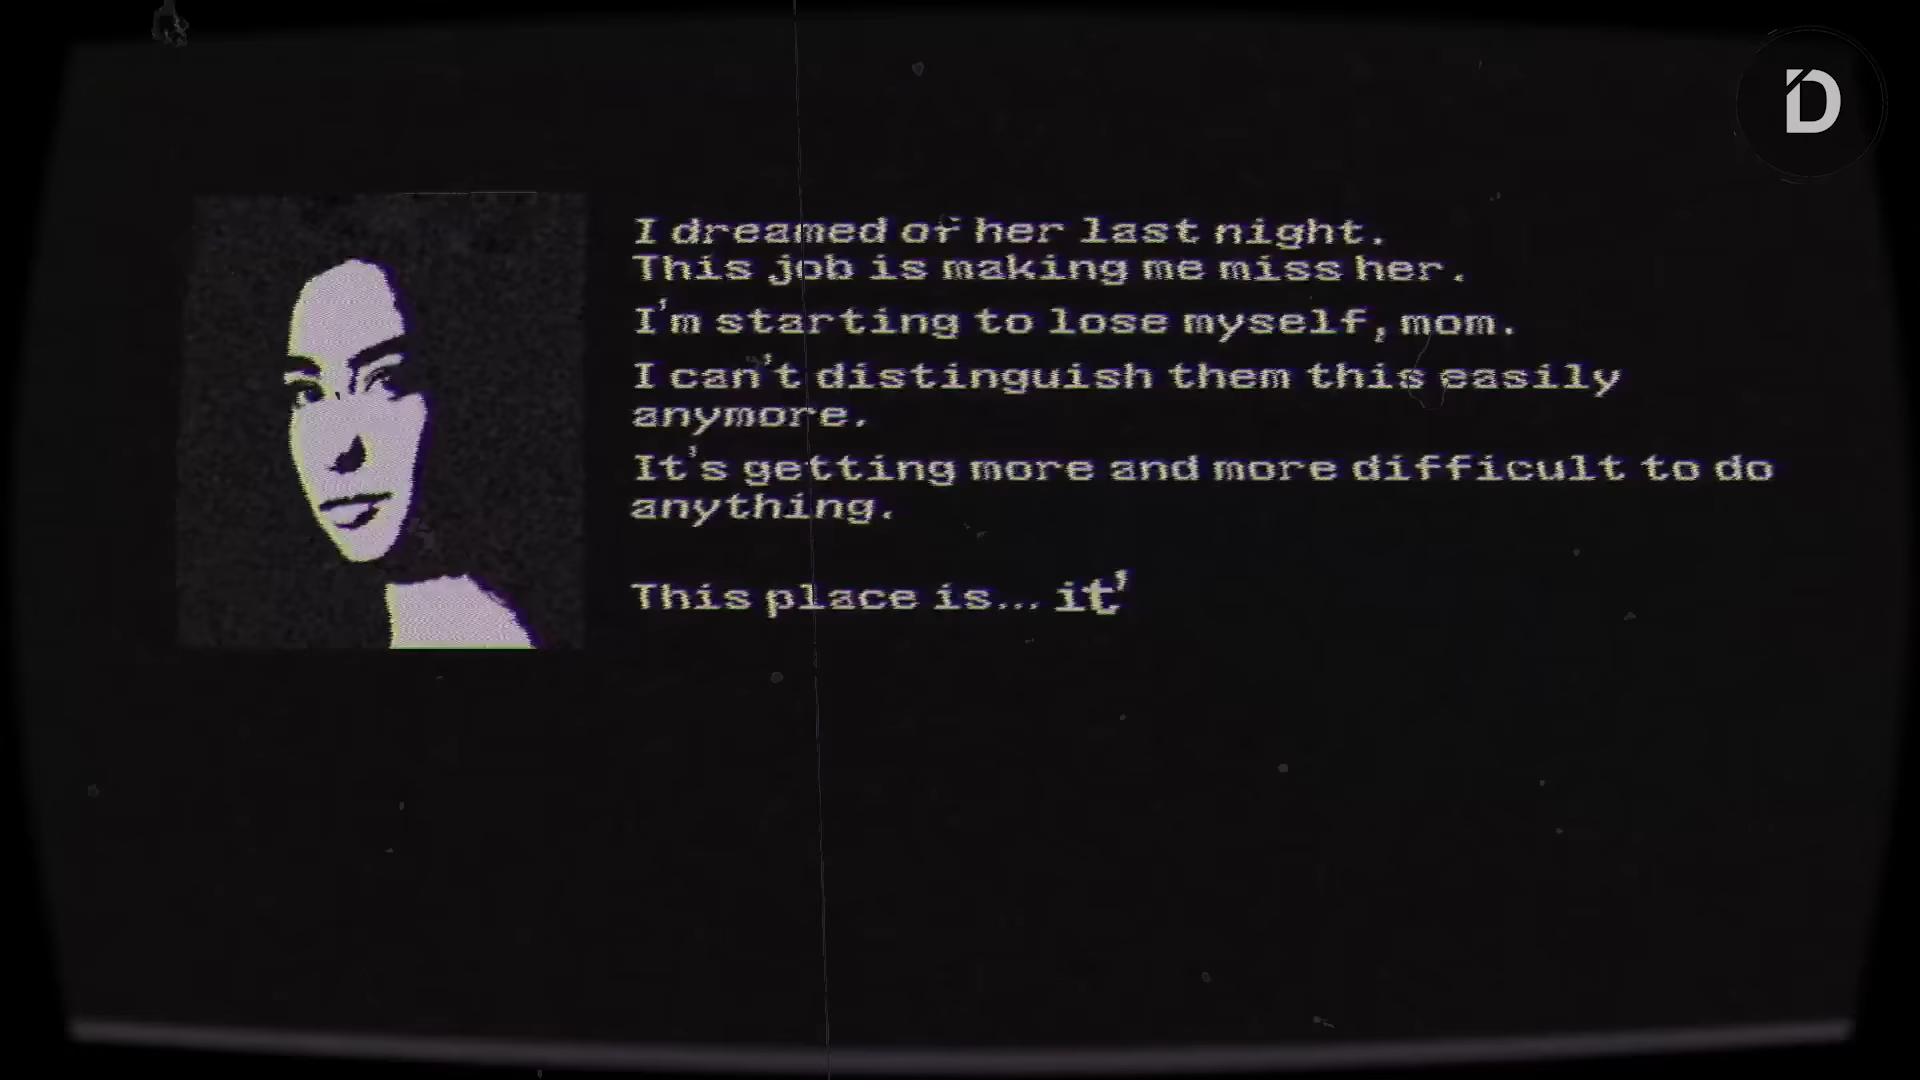 D
I dreamed of her last night.
This job is making me miss her.
I'm starting to lose myself, mom.
I can't distinguish them this easily
anymore.
It's getting more and more difficult to do
anything.
This place is... it'